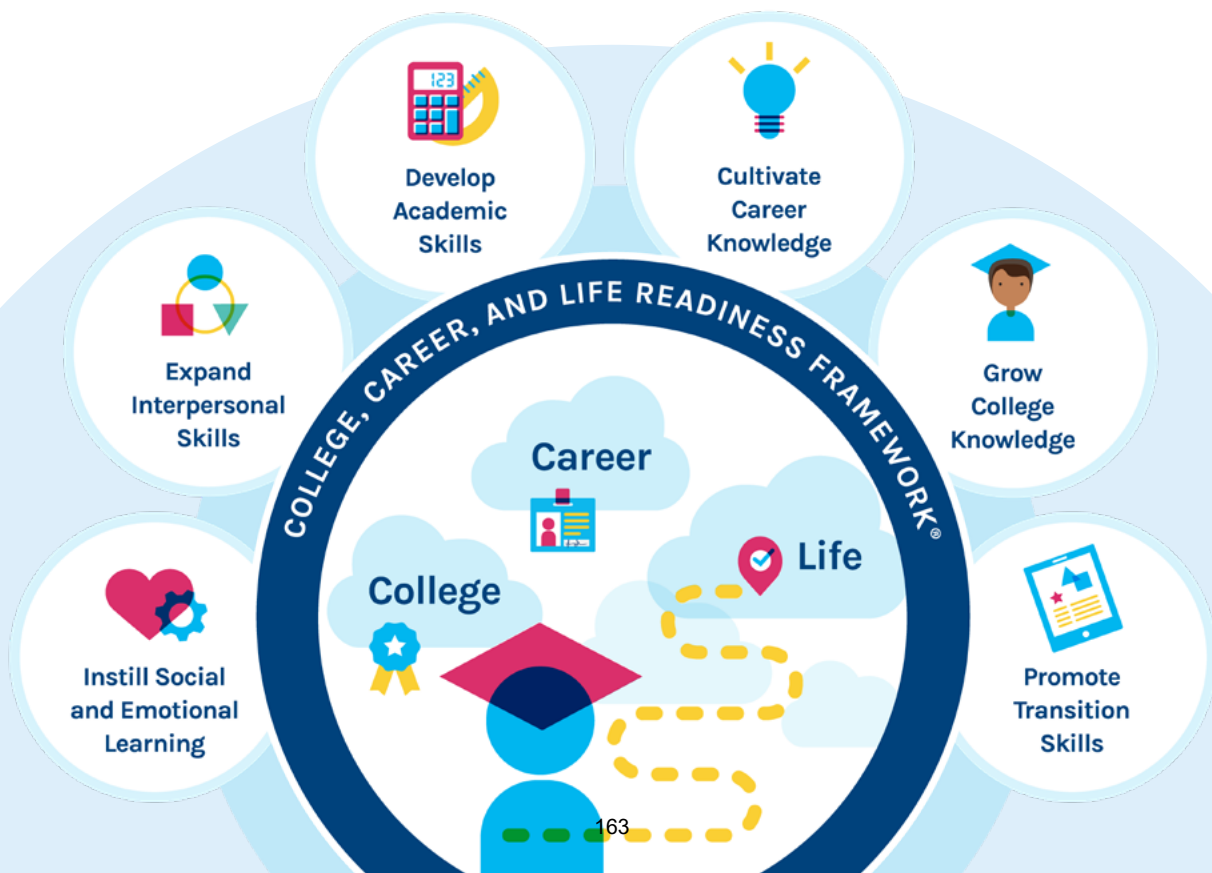 123
Develop
Academic
Skills
Cultivate
Career
Knowledge
Expand
Interpersonal
Skills
Grow
College
Knowledge
COLLEGE, CAREER, AND LIFE READINESS FRAMEWORK®
Career
Life
College
Instill Social
and Emotional
Learning
Promote
Transition
Skills
163